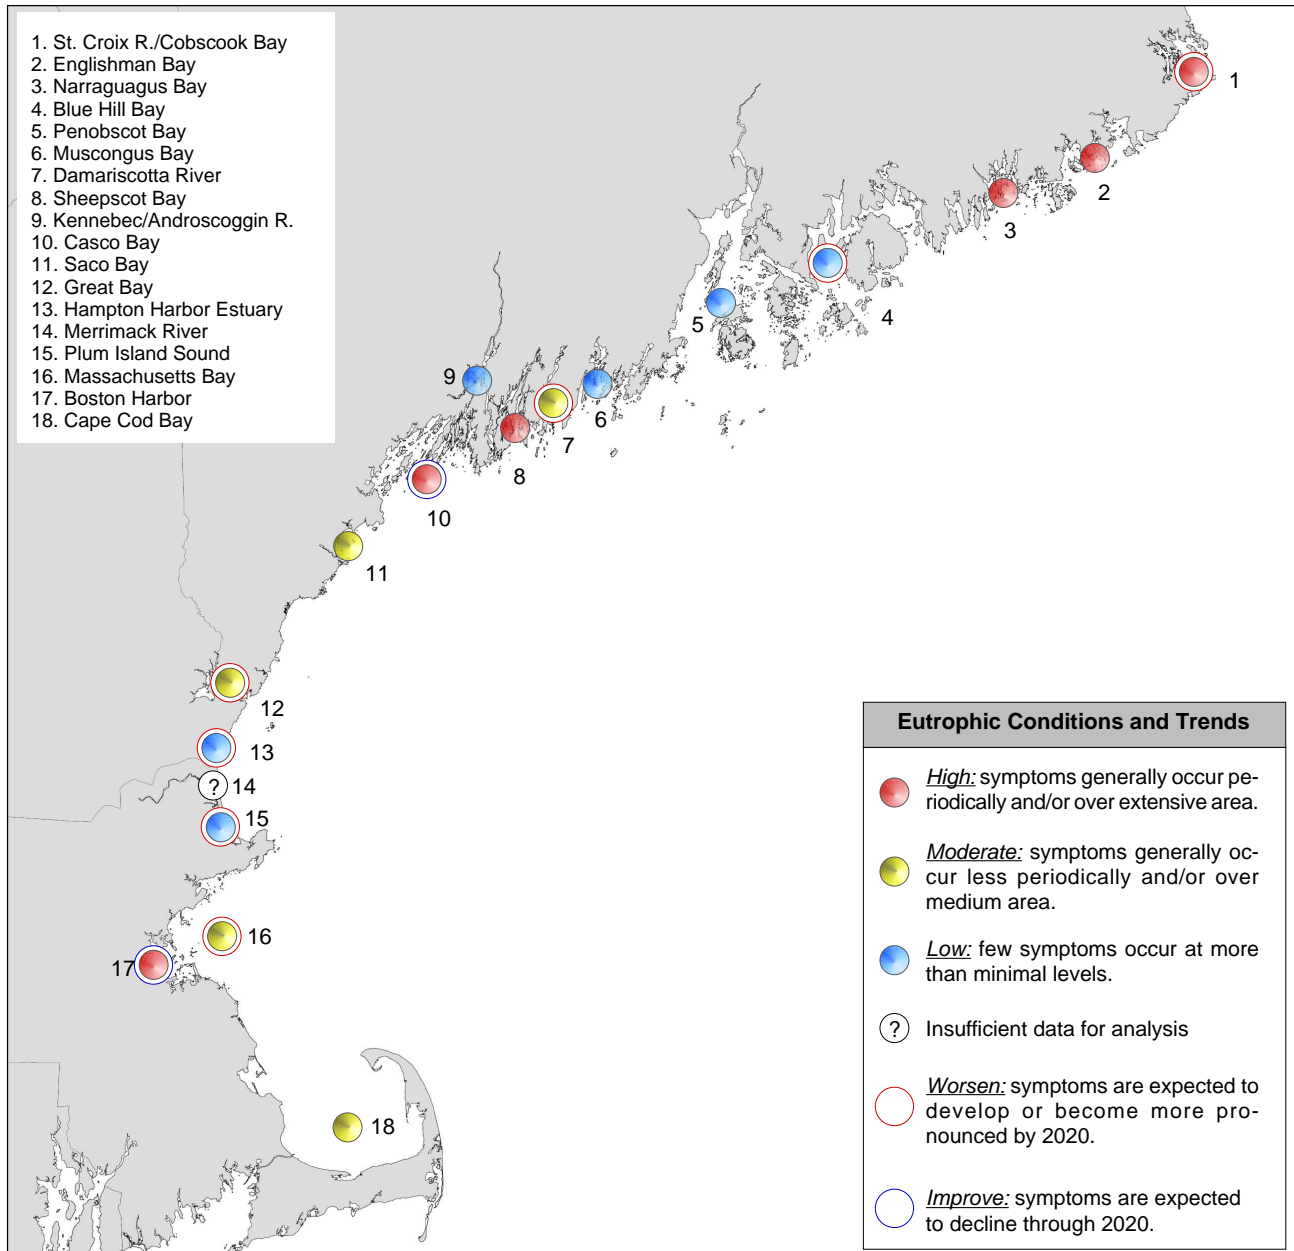 1. St. Croix R./Cobscook Bay
2. Englishman Bay
3. Narraguagus Bay
4. Blue Hill Bay
5. Penobscot Bay
6. Muscongus Bay
7. Damariscotta River
8. Sheepscot Bay
9. Kennebec/Androscoggin R.
10. Casco Bay
11. Saco Bay
12. Great Bay
13. Hampton Harbor Estuary
14. Merrimack River
15. Plum Island Sound
16. Massachusetts Bay
17. Boston Harbor
18. Cape Cod Bay
1
2
3
4
5
6
7
8
9
10
11
12
13
? 14
15
16
17
18
Eutrophic Conditions and Trends
High: symptoms generally occur pe-
riodically and/or over extensive area.
Moderate: symptoms generally oc-
cur less periodically and/or over
medium area.
Low: few symptoms occur at more
than minimal levels.
? Insufficient data for analysis
Worsen: symptoms are expected to
develop or become more pro-
nounced by 2020.
Improve: symptoms are expected
to decline through 2020.